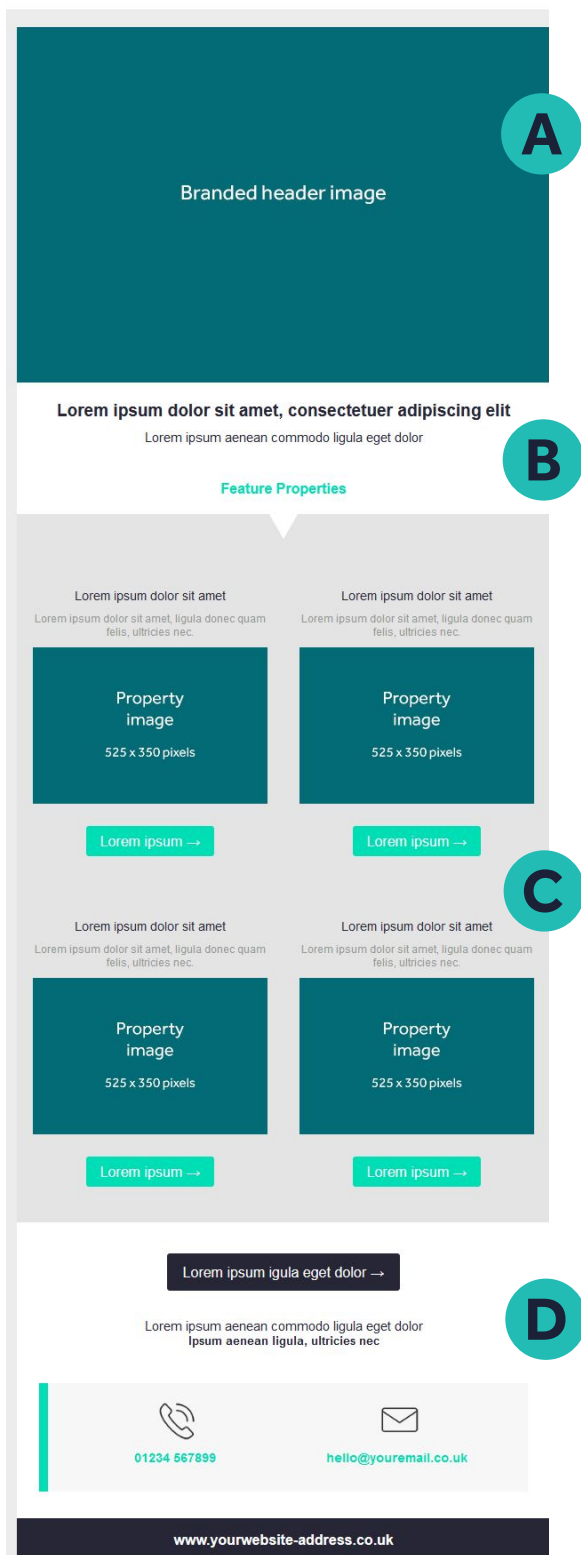 A
Branded header image
Lorem ipsum dolor sit amet, consectetuer adipiscing elit
Lorem ipsum aenean commodo ligula eget dolor
B
Feature Properties
Lorem ipsum dolor sit amet
Lorem ipsum dolor sit amet, ligula donec quam
felis, ultricies nec.
Property
image
525 x 350 pixels
Lorem ipsum →
Lorem ipsum dolor sit amet
Lorem ipsum dolor sit amet, ligula donec quam
felis, ultricies nec.
Property
image
525 x 350 pixels
Lorem ipsum →
C
Lorem ipsum dolor sit amet
Lorem ipsum dolor sit amet, ligula donec quam
felis, ultricies nec.
Property
image
525 x 350 pixels
Lorem ipsum →
Lorem ipsum dolor sit amet
Lorem ipsum dolor sit amet, ligula donec quam
felis, ultricies nec.
Property
image
525 x 350 pixels
Lorem ipsum →
Lorem ipsum igula eget dolor →
D
Lorem ipsum aenean commodo ligula eget dolor
Ipsum aenean ligula, ultricies nec
01234 567899
hello@youremail.co.uk
www.yourwebsite-address.co.uk